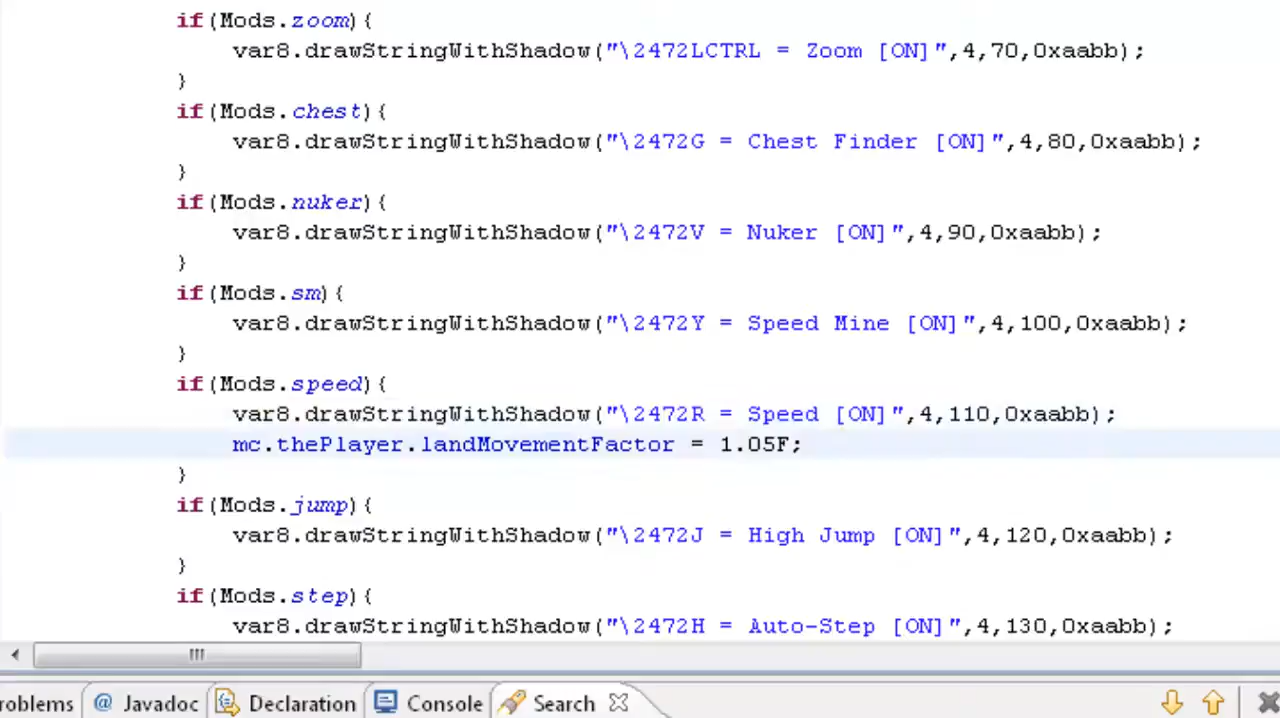 if(Mods.zoom){
var8.drawStringWithShadow("\2472LCTRL = Zoom [ON]",4,70,0xaabb);
}
if(Mods.chest){
var8.drawStringWithShadow("\2472G = Chest Finder [ON]",4,80,0xaabb);
}
if(Mods.nuker){
var8.drawStringWithShadow("\2472V = Nuker [ON]",4,90,0xaabb);
}
if(Mods.sm){
var8.drawStringWithShadow("\2472Y = Speed Mine [ON]",4,100,0xaabb);
}
if(Mods.speed){
var8.drawStringWithShadow("\2472R = Speed [ON]",4,110,0xaabb);
mc.thePlayer.landMovementFactor = 1.05F;
}
if(Mods.jump){
var8.drawStringWithShadow("\2472J = High Jump [ON]",4,120,0xaabb);
}
if(Mods.step){
var8.drawStringWithShadow("\2472H = Auto-Step [ON]",4,130,0xaabb);
roblems @ Javadoc Declaration Console Search